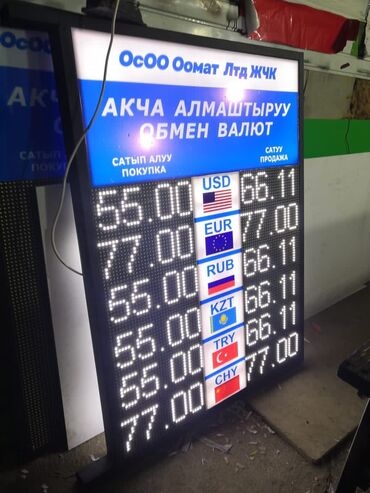 ОсОО Оомат Лтд ЖЧК
АКЧА АЛМАШТЫРУУ
ОБМЕН ВАЛЮТ
САТЫП АЛУУ САТУУ
ПОКУПКА ПРОДАЖА
55.00 USD 66.11
77.00 EUR 77.00
55.00 RUB 66.11
55.00 KZT 66.11
55.00 TRY 66.11
77.00 CHY 77.00